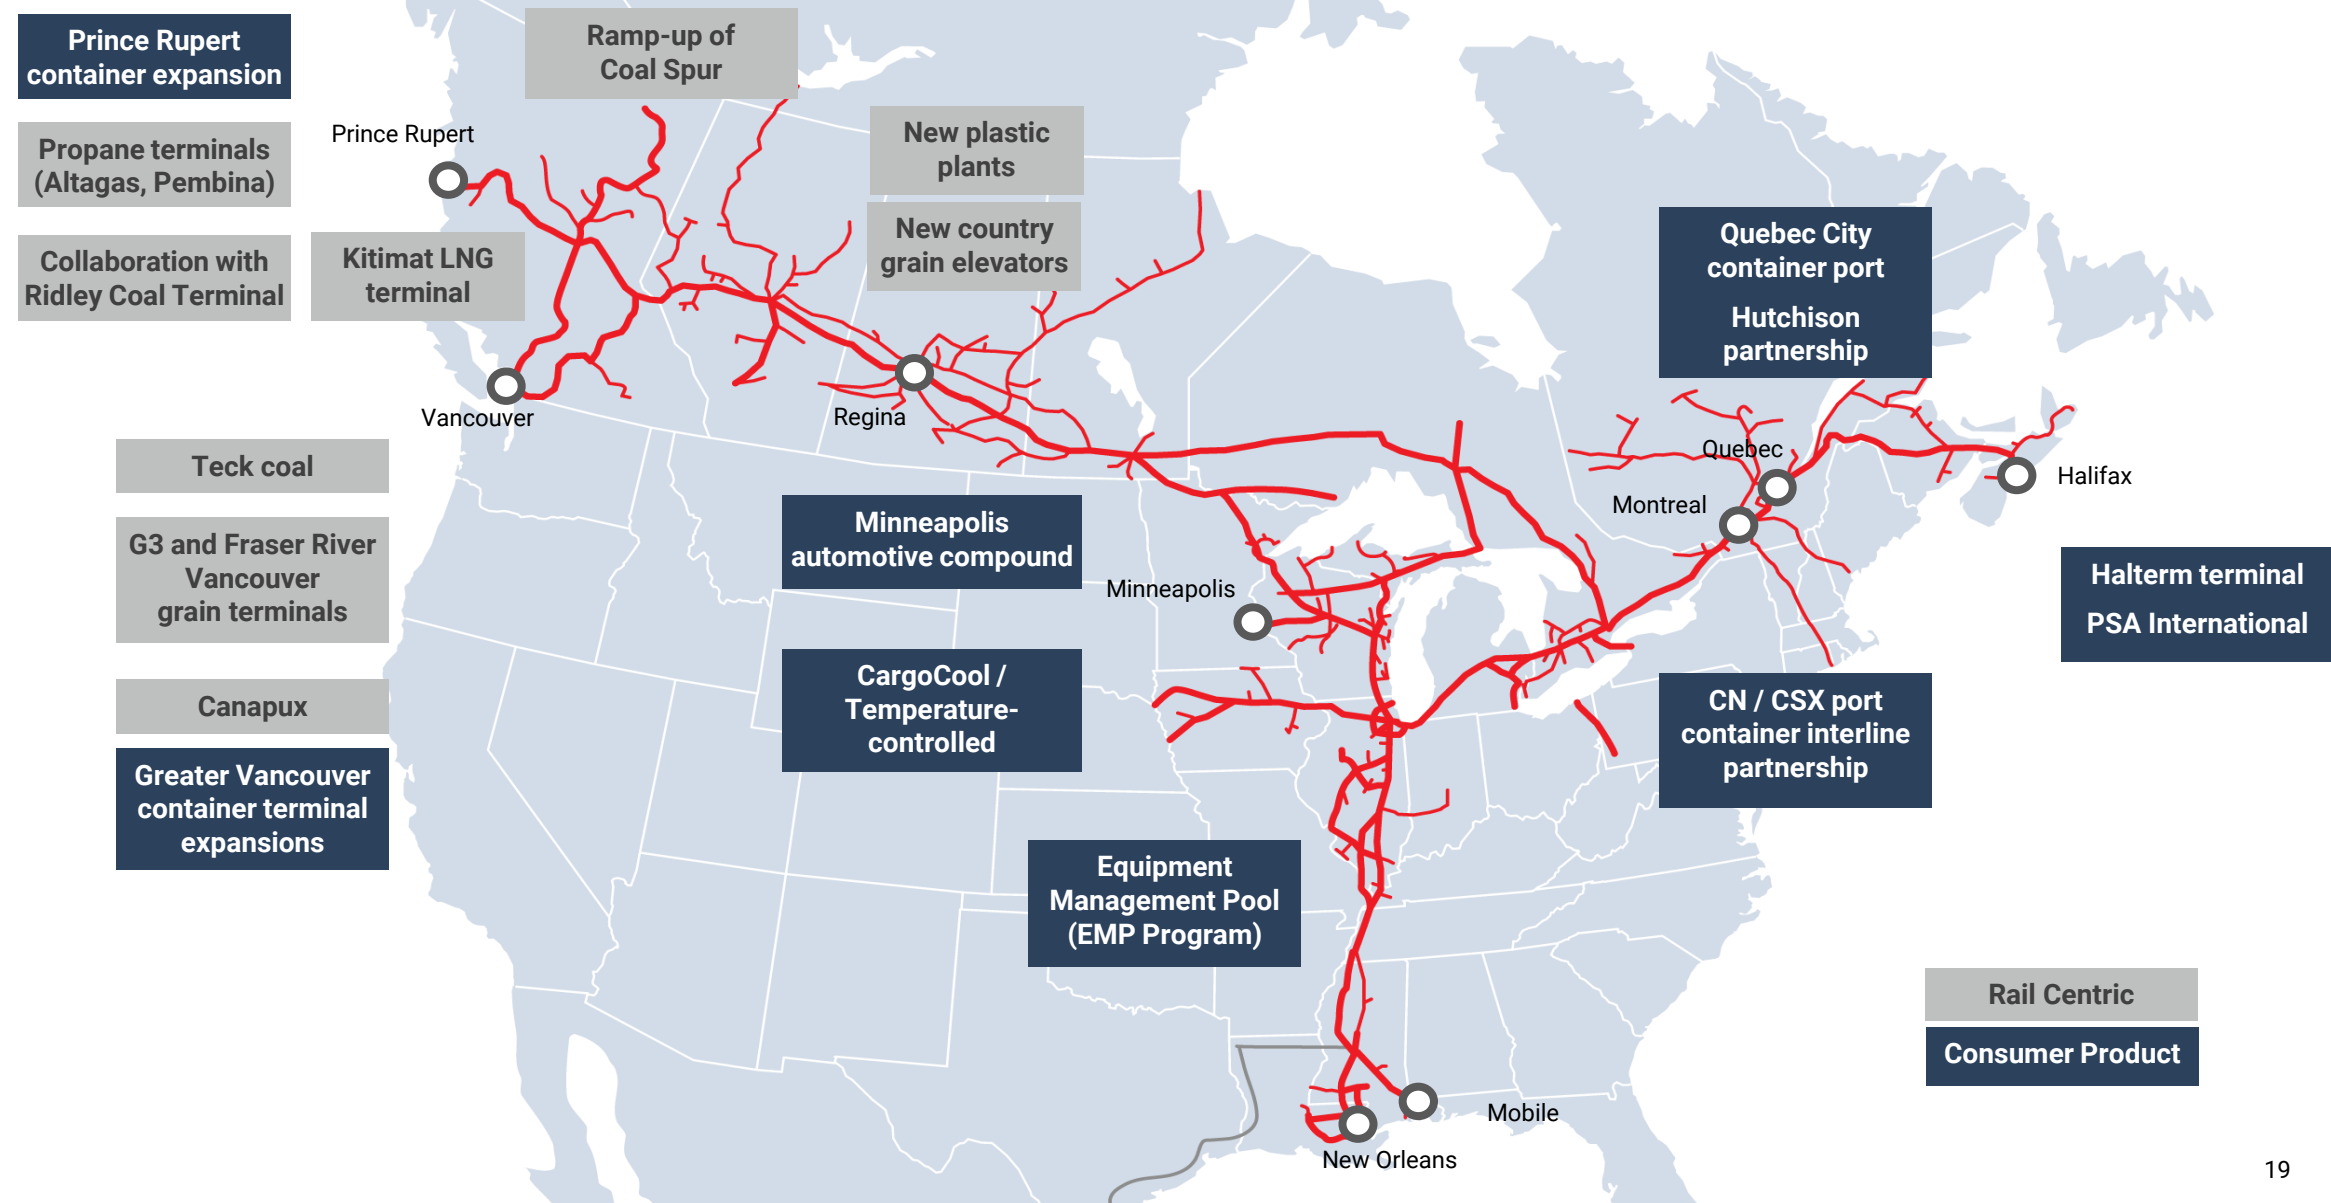 Prince Rupert
container expansion
Ramp-up of
Coal Spur
Propane terminals
(Altagas, Pembina)
Prince Rupert
New plastic
plants
Collaboration with
Ridley Coal Terminal
Kitimat LNG
terminal
New country
grain elevators
Quebec City
container port
Hutchison
partnership
Vancouver
Regina
Quebec
Montreal
Halifax
Teck coal
G3 and Fraser River
Vancouver
grain terminals
Minneapolis
automotive compound
Minneapolis
Halterm terminal
PSA International
Canapux
CargoCool /
Temperature-
controlled
CN / CSX port
container interline
partnership
Greater Vancouver
container terminal
expansions
Equipment
Management Pool
(EMP Program)
Rail Centric
Consumer Product
Mobile
New Orleans
19